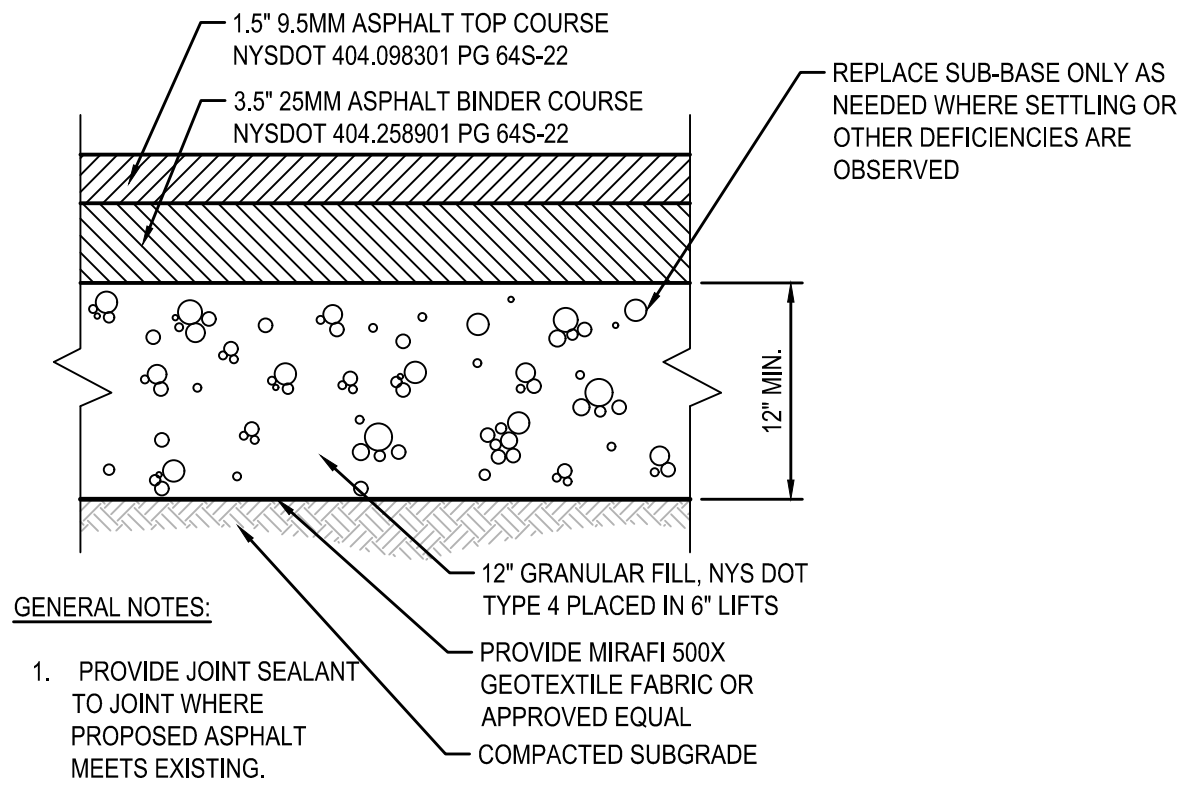 1.5" 9.5MM ASPHALT TOP COURSE
NYSDOT 404.098301 PG 64S-22
3.5" 25MM ASPHALT BINDER COURSE
NYSDOT 404.258901 PG 64S-22
REPLACE SUB-BASE ONLY AS
NEEDED WHERE SETTLING OR
OTHER DEFICIENCIES ARE
OBSERVED
12" MIN.
12" GRANULAR FILL, NYS DOT
TYPE 4 PLACED IN 6" LIFTS
PROVIDE MIRAFI 500X
GEOTEXTILE FABRIC OR
APPROVED EQUAL
COMPACTED SUBGRADE
GENERAL NOTES:
1. PROVIDE JOINT SEALANT
TO JOINT WHERE
PROPOSED ASPHALT
MEETS EXISTING.